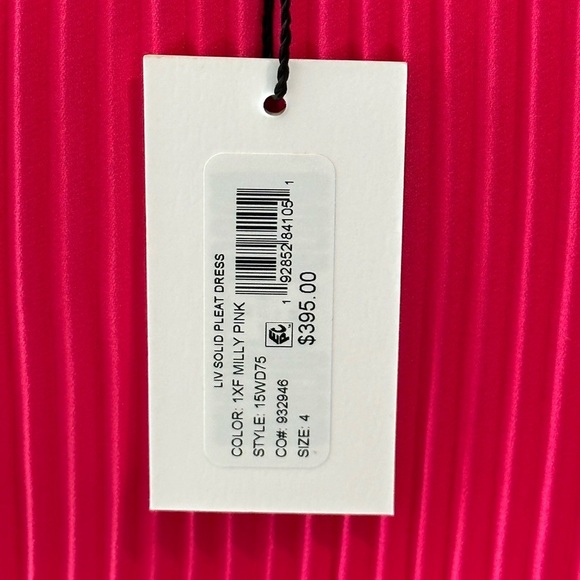 LIV SOLID PLEAT DRESS
COLOR: 1XF MILLY PINK
STYLE: 15WD75
CO#: 932946
SIZE: 4
1 92852 84105 1
$395.00